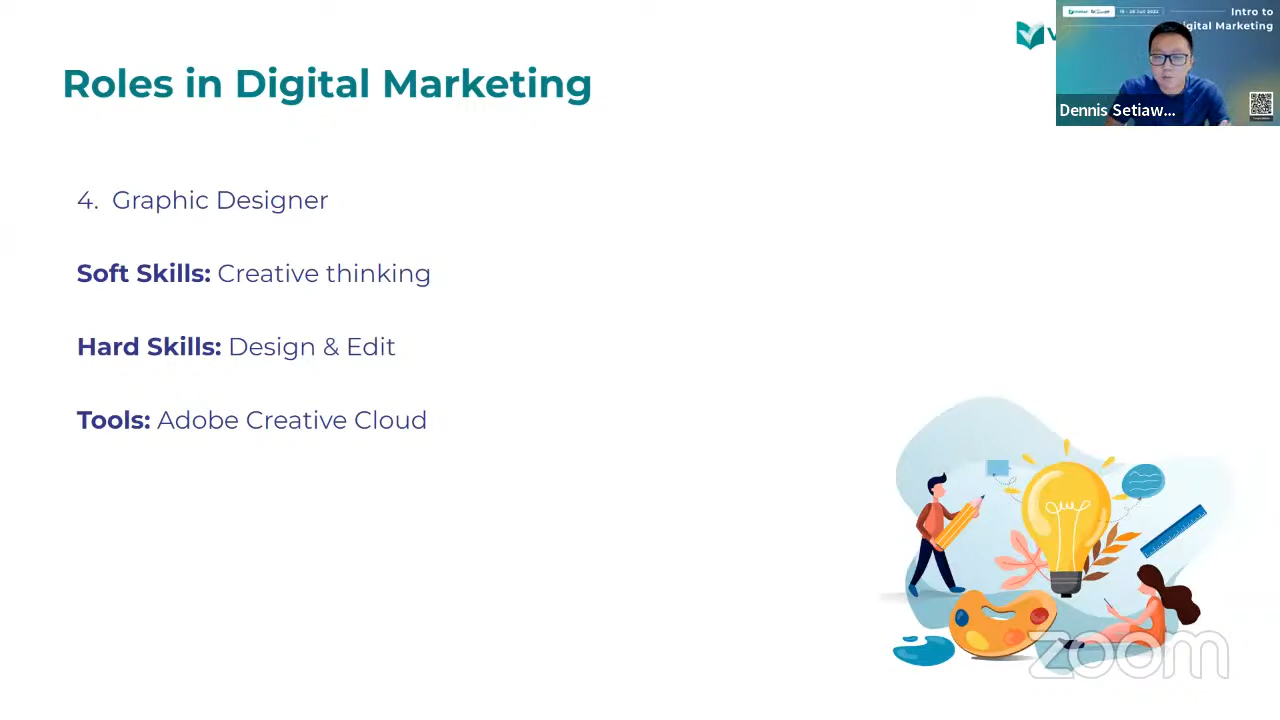 Roles in Digital Marketing
4. Graphic Designer
Soft Skills: Creative thinking
Hard Skills: Design & Edit
Tools: Adobe Creative Cloud
Intro to
gital Marketing
Dennis Setiaw...
zoom